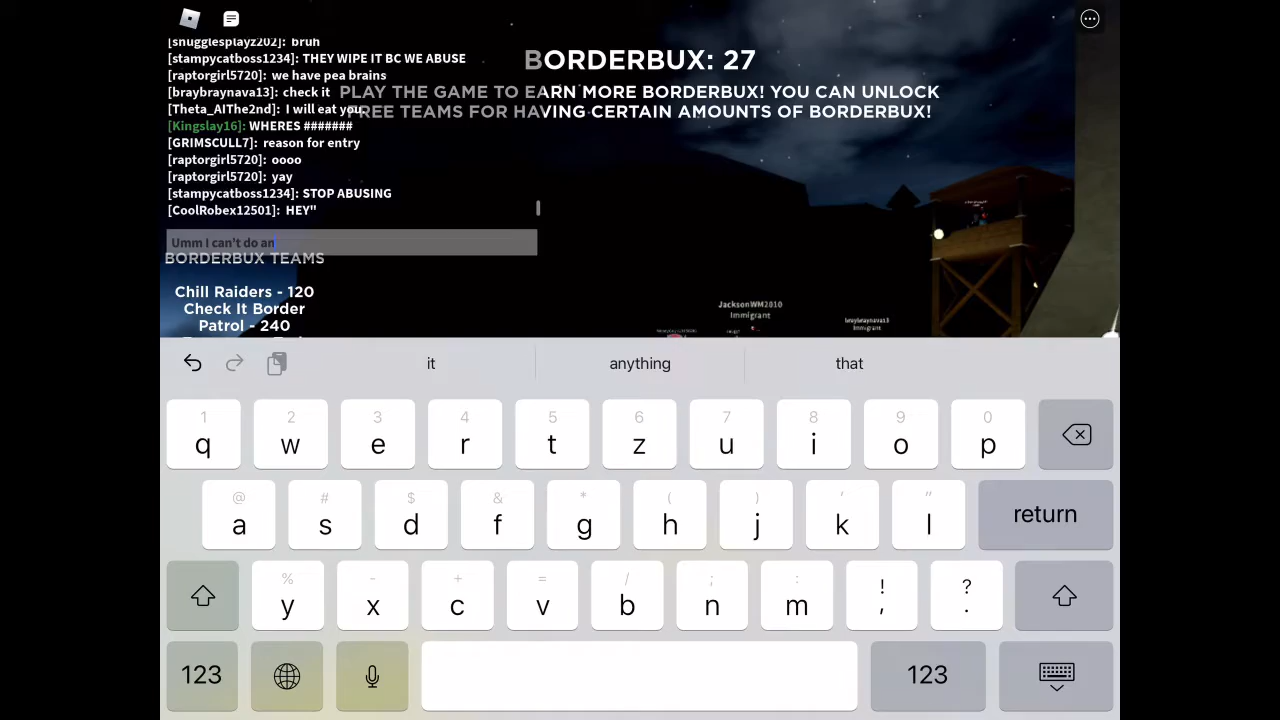 [snugglesplayz202]: bruh
[stampycatboss1234]: THEY WIPE IT BC WE ABUSE
[raptorgirl5720]: we have pea brains
[braybraynava13]: check it
[Theta_AIThe2nd]: I will eat you.
[Kingslay16]: WHERES #######
[GRIMSCULL7]: reason for entry
[raptorgirl5720]: oooo
[raptorgirl5720]: yay
[stampycatboss1234]: STOP ABUSING
[CoolRobex12501]: HEY"
Umm I can't do an
BORDERBUX: 27
PLAY THE GAME TO EARN MORE BORDERBUX! YOU CAN UNLOCK
FREE TEAMS FOR HAVING CERTAIN AMOUNTS OF BORDERBUX!
BORDERBUX TEAMS
Chill Raiders - 120
Check It Border
Patrol - 240
JacksonWM2010
Immigrant
braybraynava13
Immigrant
it anything that
1 2 3 4 5 6 7 8 9 0
q w e r t z u i o p
@ # $ & * ( ) ' "
a s d f g h j k l return
% - + = / ; : ! ?
y x c v b n m , .
123 123